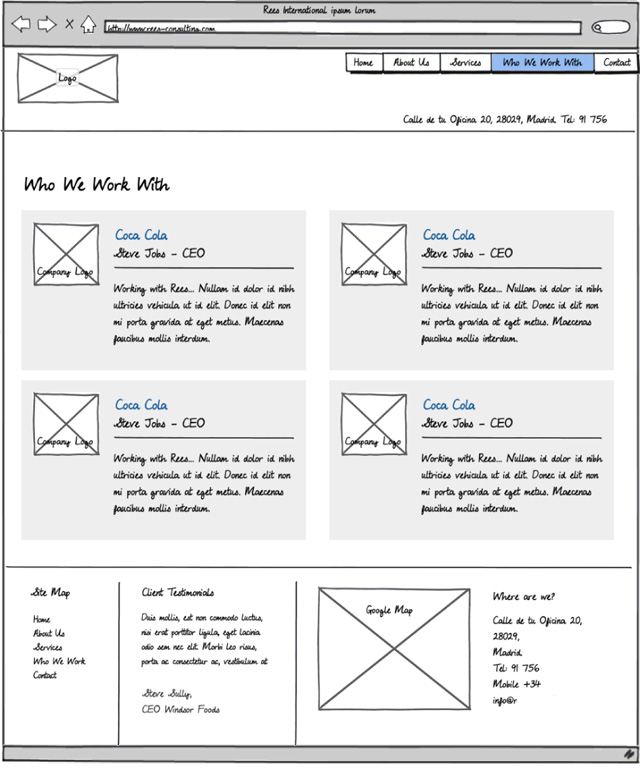 Rees International ipsum lorum
http://www.rees-consulting.com
Logo
Home About Us Services Who We Work With Contact
Calle de tu Oficina 20, 28029, Madrid Tel: 91 756
Who We Work With
Company Logo
Coca Cola
Steve Jobs - CEO
Working with Rees... Nullam id dolor id nibh
ultricies vehicula ut id elit. Donec id elit non
mi porta gravida at eget metus. Maecenas
faucibus mollis interdum.
Company Logo
Coca Cola
Steve Jobs - CEO
Working with Rees... Nullam id dolor id nibh
ultricies vehicula ut id elit. Donec id elit non
mi porta gravida at eget metus. Maecenas
faucibus mollis interdum.
Company Logo
Coca Cola
Steve Jobs - CEO
Working with Rees... Nullam id dolor id nibh
ultricies vehicula ut id elit. Donec id elit non
mi porta gravida at eget metus. Maecenas
faucibus mollis interdum.
Company Logo
Coca Cola
Steve Jobs - CEO
Working with Rees... Nullam id dolor id nibh
ultricies vehicula ut id elit. Donec id elit non
mi porta gravida at eget metus. Maecenas
faucibus mollis interdum.
Site Map
Home
About Us
Services
Who We Work
Contact
Client Testimonials
Duis mollis, est non commodo luctus,
nisi erat porttitor ligula, eget lacinia
odio sem nec elit. Morbi leo risus,
porta ac consectetur ac, vestibulum at
Steve Sully,
CEO Windsor Foods
Google Map
Where are we?
Calle de tu Oficina 20,
28029,
Madrid
Tel: 91 756
Mobile +34
info@r